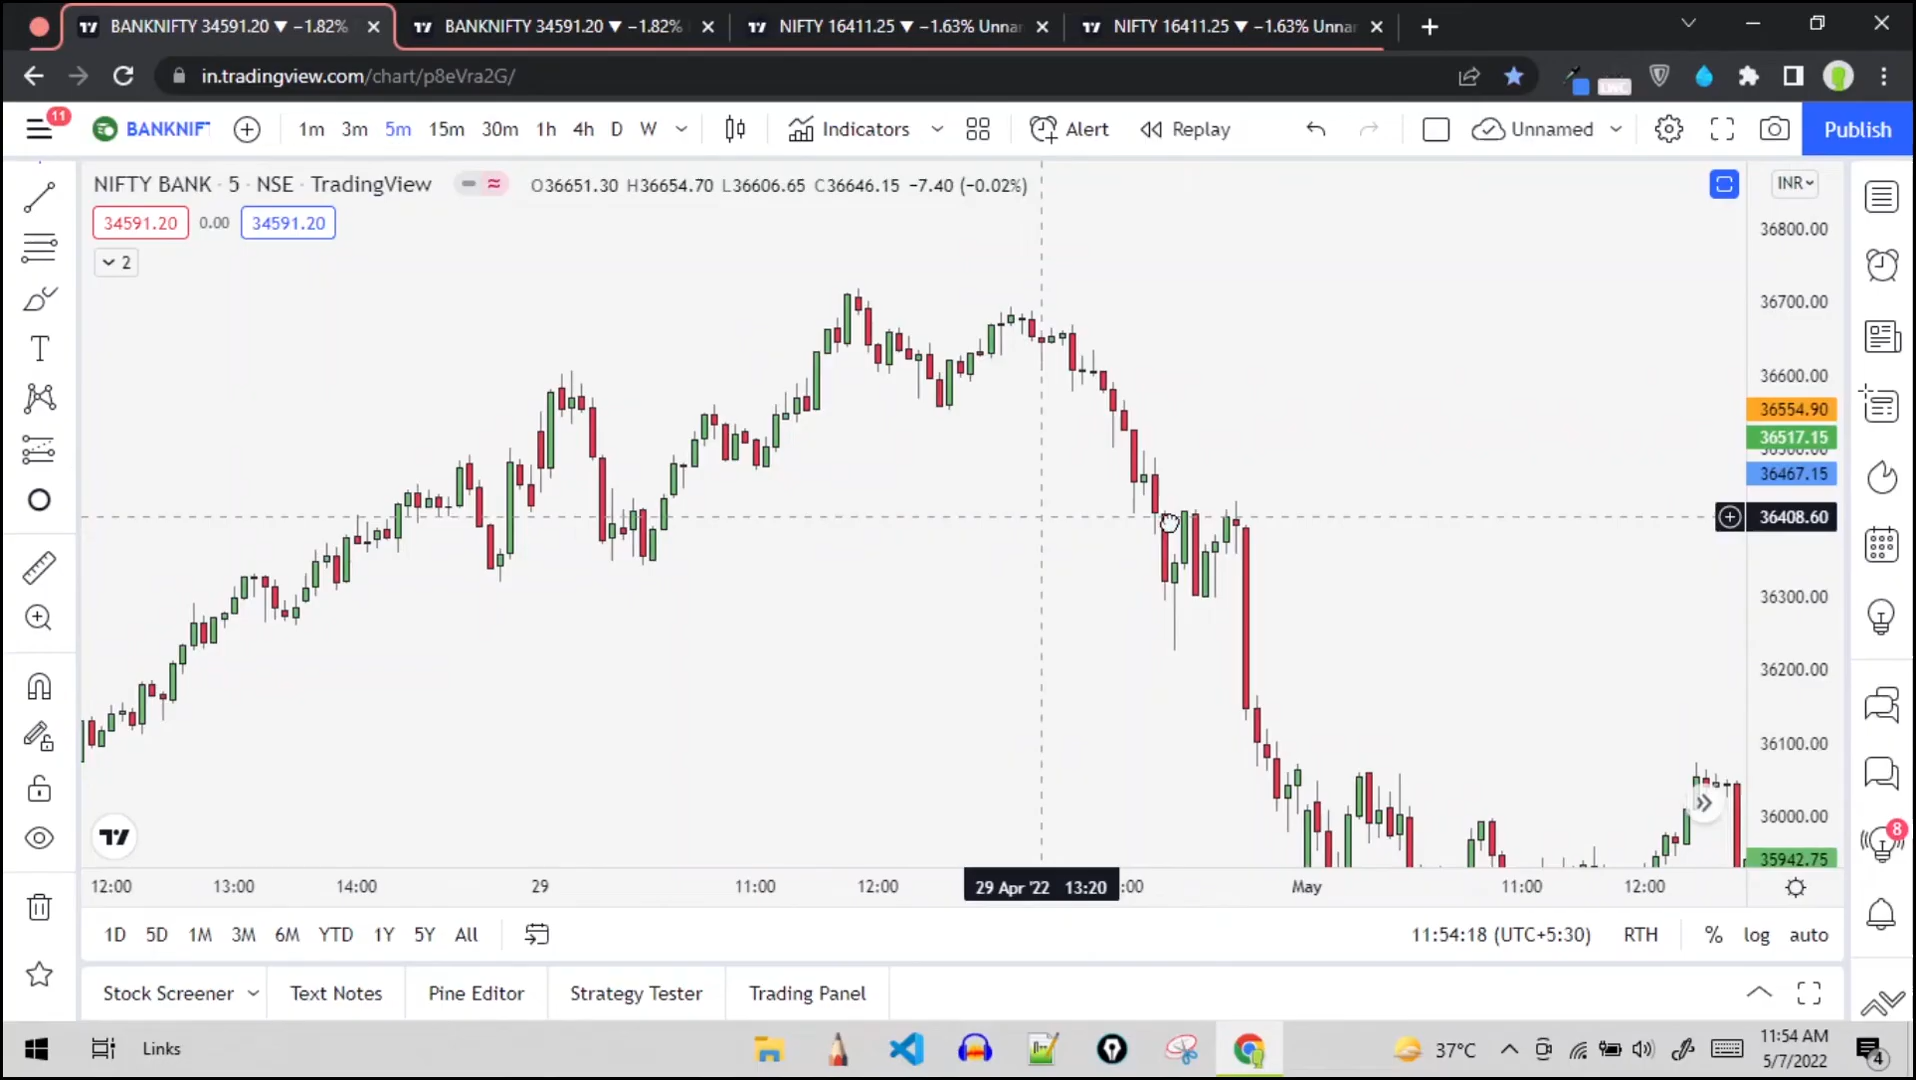 BANKNIFTY 34591.20 ▼ −1.82%
BANKNIFTY 34591.20 ▼ −1.82%
NIFTY 16411.25 ▼ −1.63% Unnar
NIFTY 16411.25 ▼ −1.63% Unnar
in.tradingview.com/chart/p8eVra2G/
11
BANKNIF
1m 3m 5m 15m 30m 1h 4h D W
Indicators
Alert
Replay
Unnamed
Publish
NIFTY BANK · 5 · NSE · TradingView
O36651.30 H36654.70 L36606.65 C36646.15 −7.40 (−0.02%)
INR
34591.20 0.00 34591.20
2
36800.00
36700.00
36600.00
36554.90
36517.15
36467.15
36408.60
36300.00
36200.00
36100.00
36000.00
35942.75
8
12:00 13:00 14:00 29 11:00 12:00 29 Apr '22 13:20 :00 May 11:00 12:00
1D 5D 1M 3M 6M YTD 1Y 5Y All
11:54:18 (UTC+5:30) RTH % log auto
Stock Screener Text Notes Pine Editor Strategy Tester Trading Panel
Links
37°C
11:54 AM
5/7/2022
4